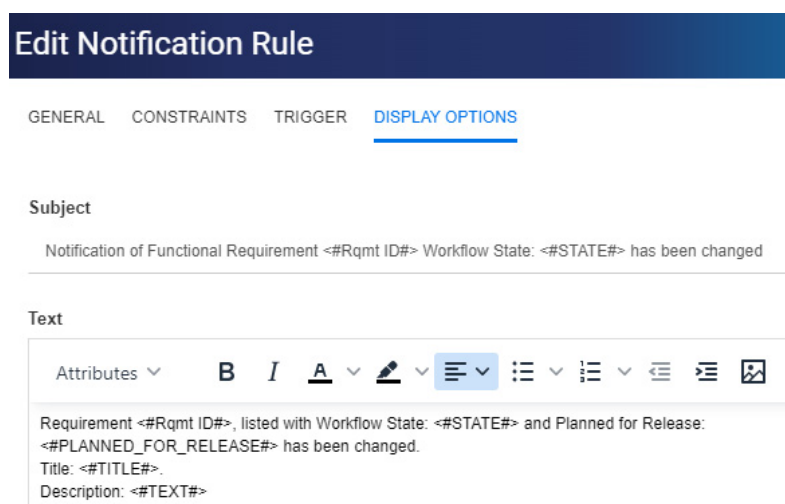 Edit Notification Rule
GENERAL CONSTRAINTS TRIGGER DISPLAY OPTIONS
Subject
Notification of Functional Requirement <#Rqmt ID#> Workflow State: <#STATE#> has been changed
Text
Attributes B I A
Requirement <#Rqmt ID#>, listed with Workflow State: <#STATE#> and Planned for Release:
<#PLANNED_FOR_RELEASE#> has been changed.
Title: <#TITLE#>.
Description: <#TEXT#>